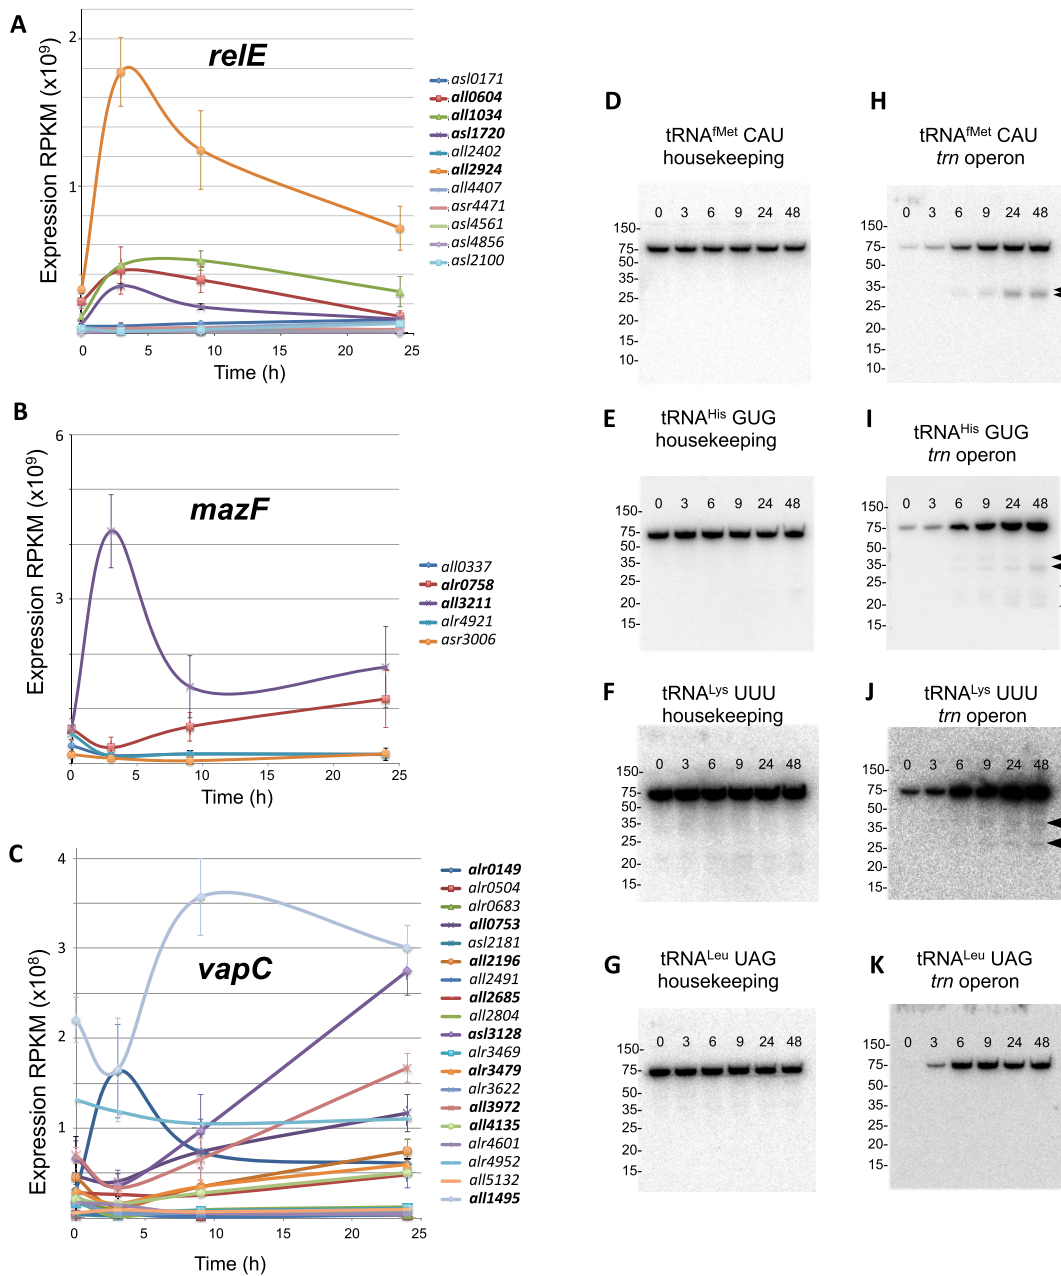 A
relE
Expression RPKM (x10⁹)
2
1
0 5 10 15 20 25
Time (h)
asl0171
all0604
all1034
asl1720
all2402
all2924
all4407
asr4471
asl4561
asl4856
asl2100
B
mazF
Expression RPKM (x10⁹)
6
3
0 5 10 15 20 25
Time (h)
all0337
alr0758
all3211
alr4921
asr3006
C
vapC
Expression RPKM (x10⁸)
4
3
2
1
0 5 10 15 20 25
Time (h)
alr0149
alr0504
alr0683
all0753
asl2181
all2196
all2491
all2685
all2804
asl3128
alr3469
alr3479
alr3622
all3972
all4135
alr4601
alr4952
all5132
all1495
D
tRNAfMet CAU
housekeeping
0 3 6 9 24 48
150-
75-
50-
35-
25-
20-
15-
10-
E
tRNAHis GUG
housekeeping
0 3 6 9 24 48
150-
75-
50-
35-
25-
20-
15-
F
tRNALys UUU
housekeeping
0 3 6 9 24 48
150-
75-
50-
35-
25-
20-
15-
G
tRNALeu UAG
housekeeping
0 3 6 9 24 48
150-
75-
50-
35-
25-
20-
15-
H
tRNAfMet CAU
trn operon
0 3 6 9 24 48
150-
75-
50-
35-
25-
20-
15-
10-
I
tRNAHis GUG
trn operon
0 3 6 9 24 48
150-
75-
50-
35-
25-
20-
15-
J
tRNALys UUU
trn operon
0 3 6 9 24 48
150-
75-
50-
35-
25-
20-
15-
K
tRNALeu UAG
trn operon
0 3 6 9 24 48
150-
75-
50-
35-
25-
20-
15-